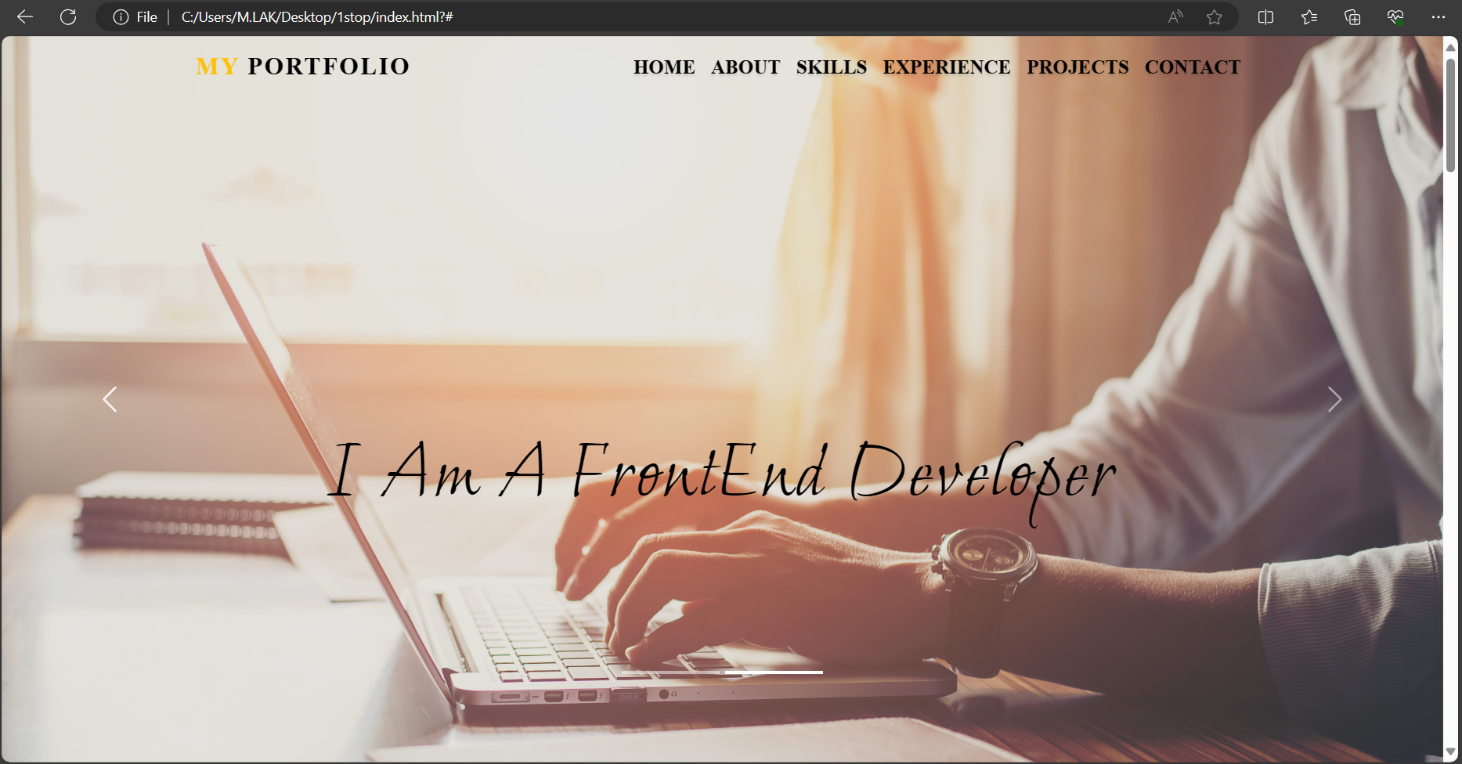 File | C:/Users/M.LAK/Desktop/1stop/index.html?#
MY PORTFOLIO HOME ABOUT SKILLS EXPERIENCE PROJECTS CONTACT
I Am A FrontEnd Developer